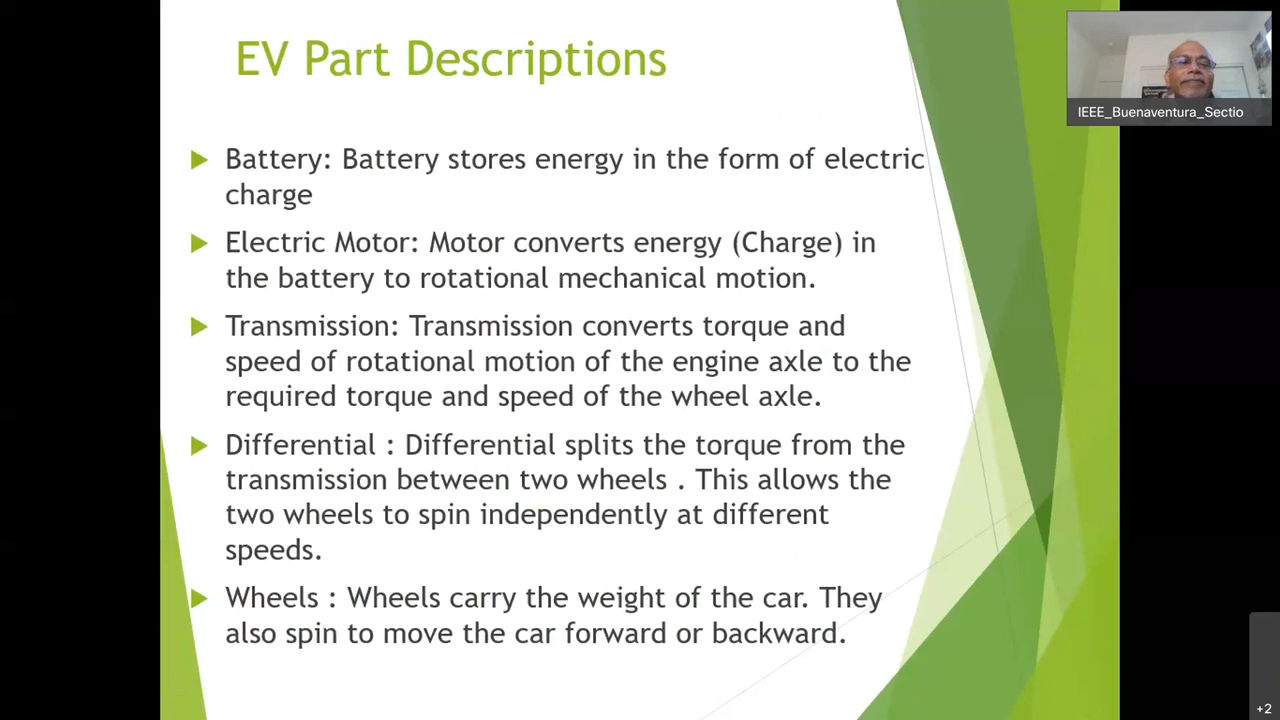 EV Part Descriptions
IEEE_Buenaventura_Sectio
Battery: Battery stores energy in the form of electric
charge
Electric Motor: Motor converts energy (Charge) in
the battery to rotational mechanical motion.
Transmission: Transmission converts torque and
speed of rotational motion of the engine axle to the
required torque and speed of the wheel axle.
Differential : Differential splits the torque from the
transmission between two wheels . This allows the
two wheels to spin independently at different
speeds.
Wheels : Wheels carry the weight of the car. They
also spin to move the car forward or backward.
+2